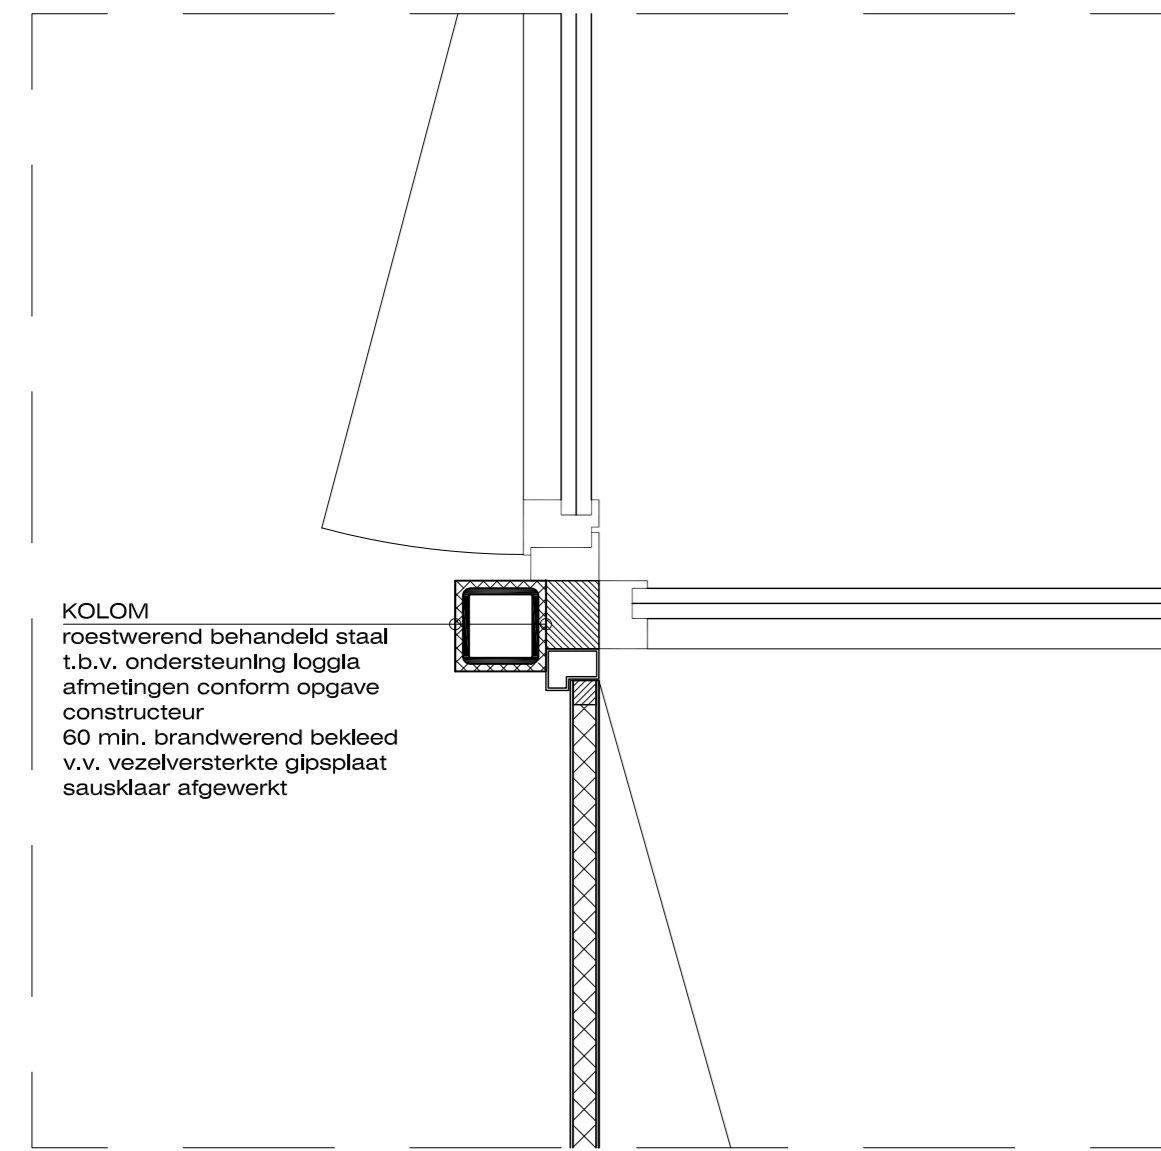 KOLOM
roestwerend behandeld staal
t.b.v. ondersteuning loggia
afmetingen conform opgave
constructeur
60 min. brandwerend bekleed
v.v. vezelversterkte gipsplaat
sausklaar afgewerkt